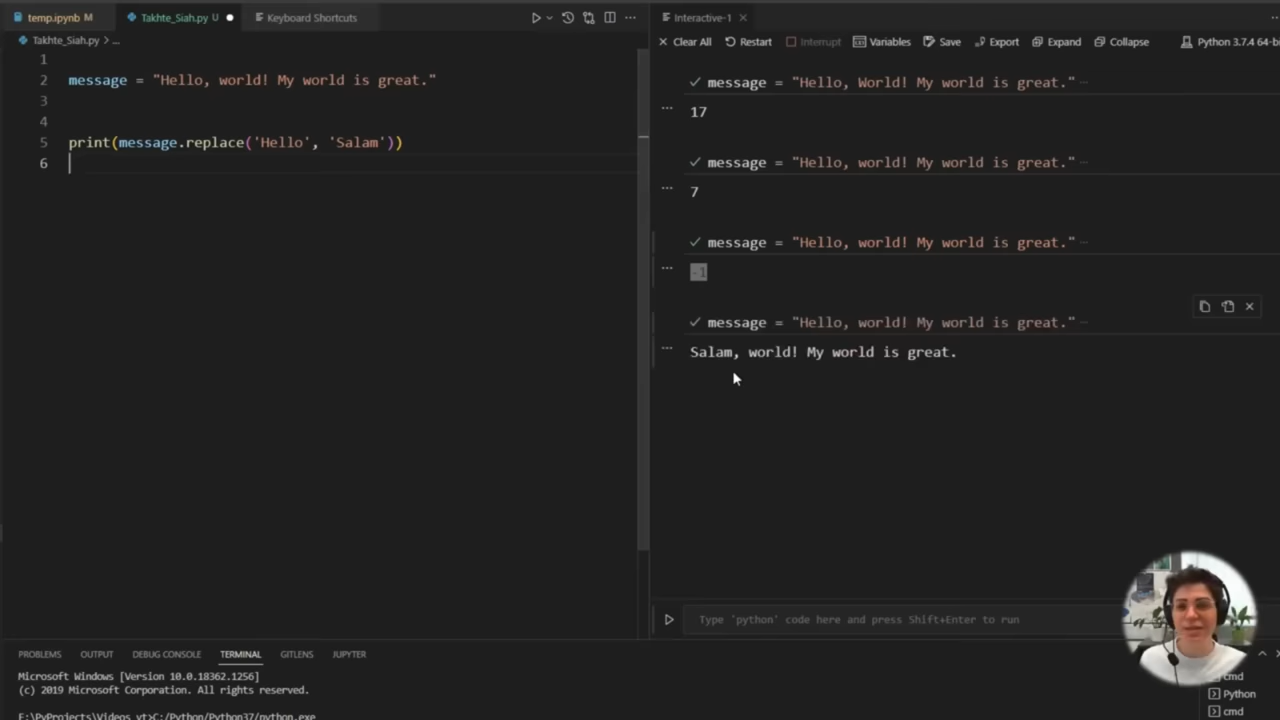 temp.ipynb M
Takhte_Siah.py U
Keyboard Shortcuts
Takhte_Siah.py > ...
1
2 message = "Hello, world! My world is great."
3
4
5 print(message.replace('Hello', 'Salam'))
6
Interactive-1
Clear All Restart Interrupt Variables Save Export Expand Collapse Python 3.7.4 64-bi
message = "Hello, World! My world is great." ...
17
message = "Hello, world! My world is great." ...
7
message = "Hello, world! My world is great." ...
-1
message = "Hello, world! My world is great." ...
Salam, world! My world is great.
Type 'python' code here and press Shift+Enter to run
PROBLEMS OUTPUT DEBUG CONSOLE TERMINAL GITLENS JUPYTER
Microsoft Windows [Version 10.0.18362.1256]
(c) 2019 Microsoft Corporation. All rights reserved.
F:\PyProjects\Videos_yt>C:/Python/Python37/python.exe
cmd
Python
cmd